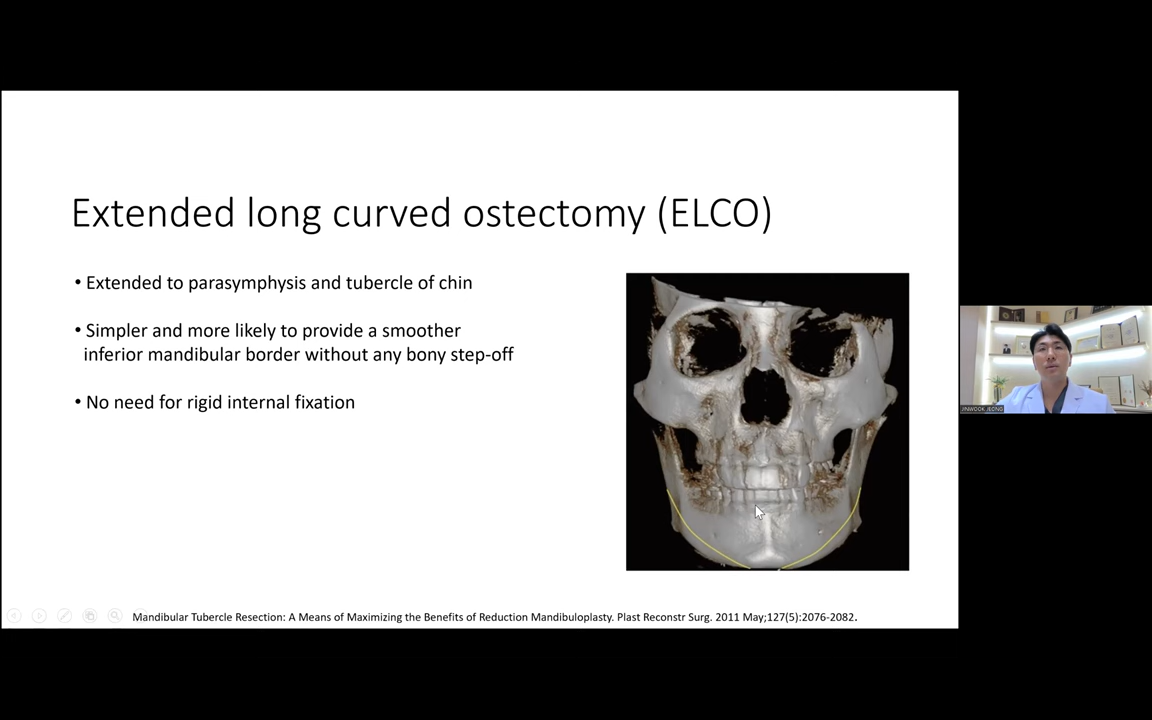 Extended long curved ostectomy (ELCO)
• Extended to parasymphysis and tubercle of chin
• Simpler and more likely to provide a smoother
inferior mandibular border without any bony step-off
• No need for rigid internal fixation
JINWOOK JEONG
Mandibular Tubercle Resection: A Means of Maximizing the Benefits of Reduction Mandibuloplasty. Plast Reconstr Surg. 2011 May;127(5):2076-2082.